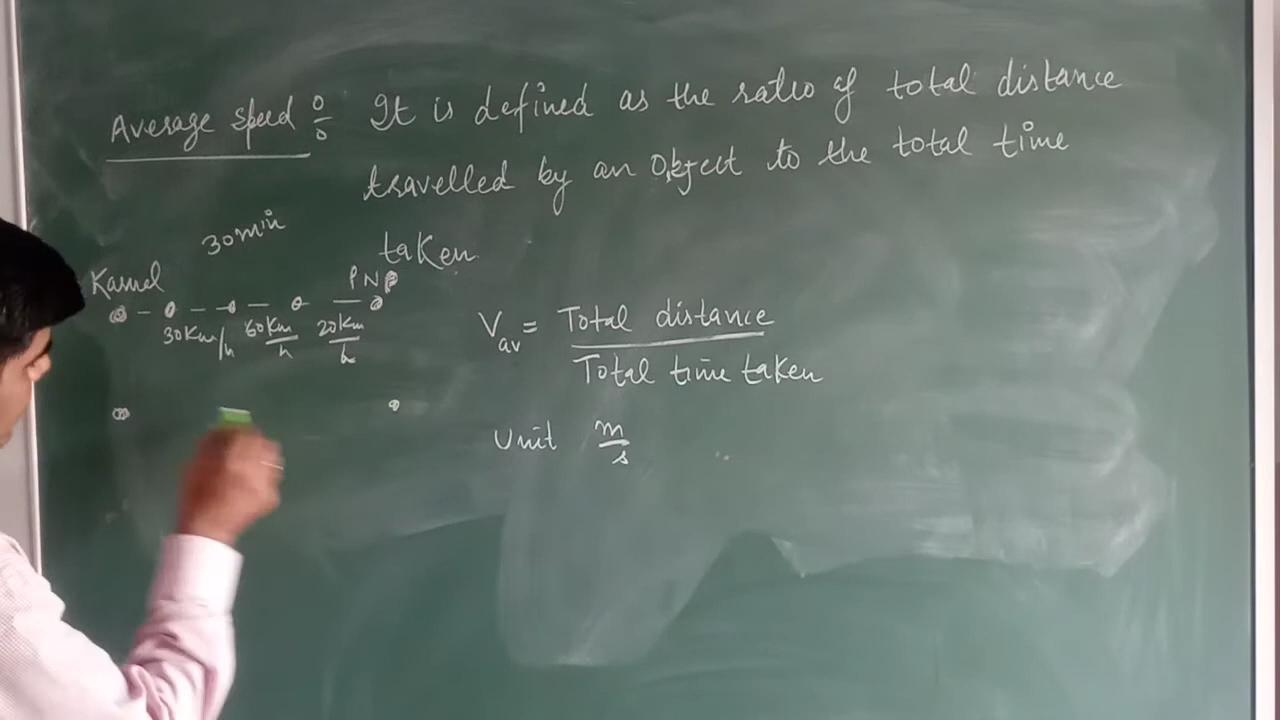 Average speed : It is defined as the ratio of total distance
travelled by an Object to the total time
taken
30 min
Karnal PNP
30 Km/h 60 Km/h 20 Km/h
Vav = Total distance / Total time taken
Unit m/s